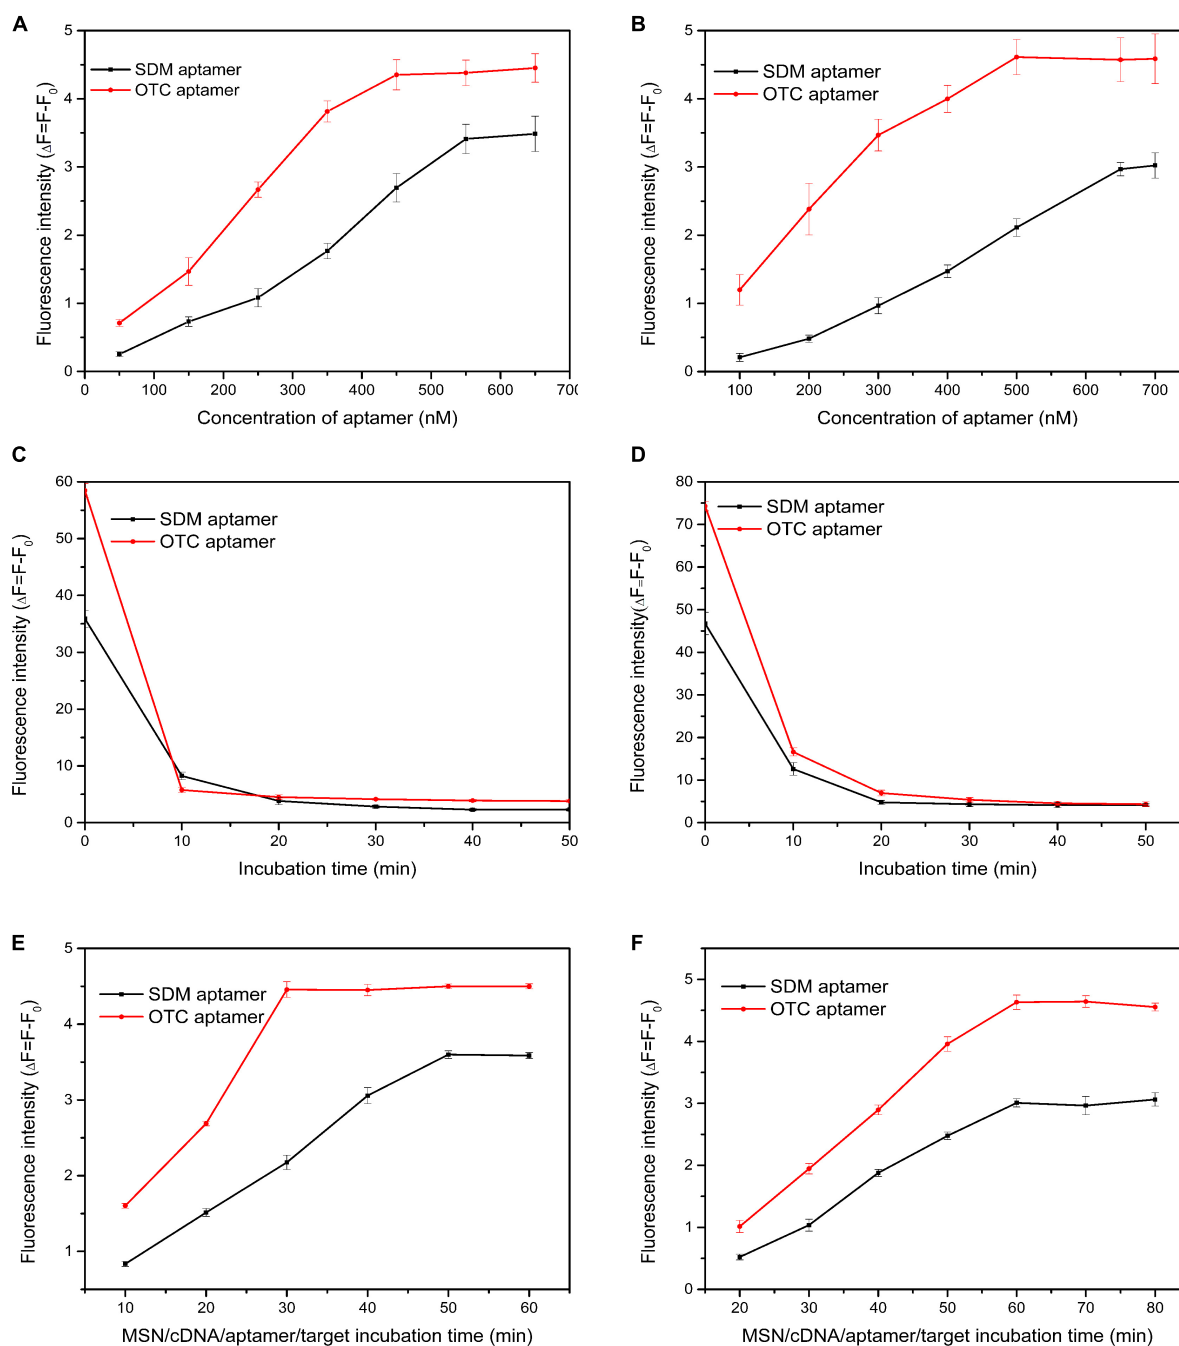 A
5
4
3
2
1
0
Fluorescence intensity (△F=F-F0)
SDM aptamer
OTC aptamer
0 100 200 300 400 500 600 700
Concentration of aptamer (nM)
B
5
4
3
2
1
0
Fluorescence intensity (△F=F-F0)
SDM aptamer
OTC aptamer
100 200 300 400 500 600 700
Concentration of aptamer (nM)
C
60
50
40
30
20
10
0
Fluorescence intensity (△F=F-F0)
SDM aptamer
OTC aptamer
0 10 20 30 40 50
Incubation time (min)
D
80
70
60
50
40
30
20
10
0
Fluorescence intensity(△F=F-F0)
SDM aptamer
OTC aptamer
0 10 20 30 40 50
Incubation time (min)
E
5
4
3
2
1
Fluorescence intensity (△F=F-F0)
SDM aptamer
OTC aptamer
10 20 30 40 50 60
MSN/cDNA/aptamer/target incubation time (min)
F
5
4
3
2
1
0
Fluorescence intensity (△F=F-F0)
SDM aptamer
OTC aptamer
20 30 40 50 60 70 80
MSN/cDNA/aptamer/target incubation time (min)